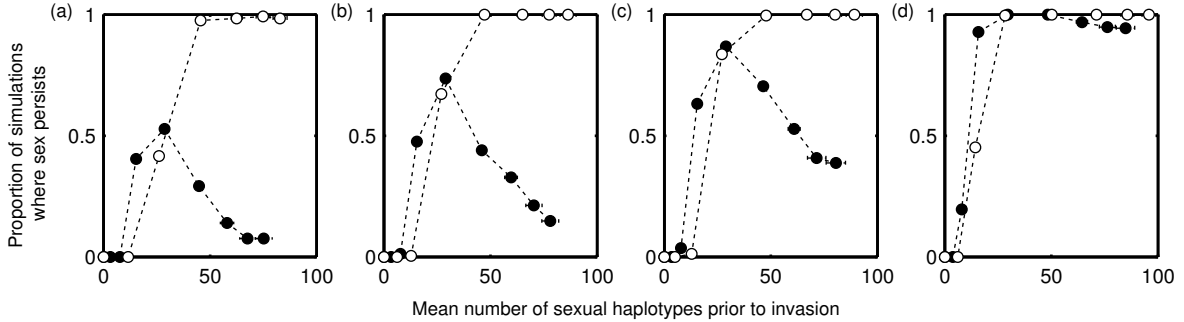 (a) (b) (c) (d)
Proportion of simulations
where sex persists
1 1 1 1
0.5 0.5 0.5 0.5
0 0 0 0
0 50 100 0 50 100 0 50 100 0 50 100
Mean number of sexual haplotypes prior to invasion